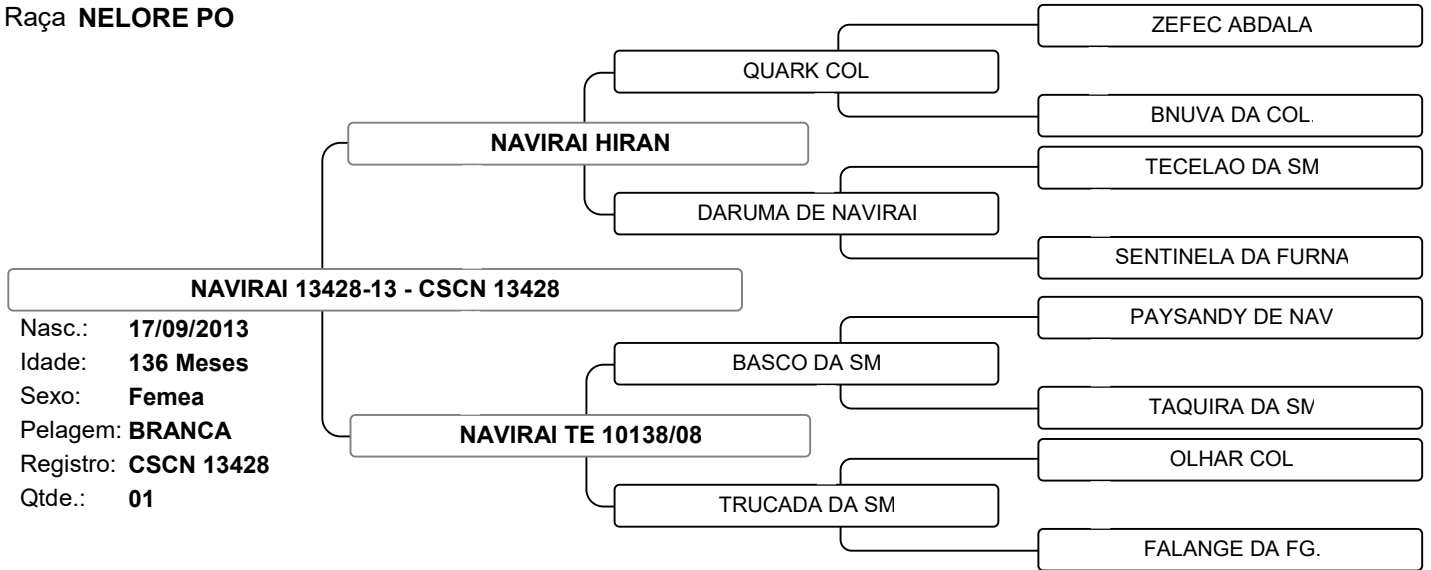 Raça NELORE PO
ZEFEC ABDALA
QUARK COL
BNUVA DA COL.
NAVIRAI HIRAN
TECELAO DA SM
DARUMA DE NAVIRAI
SENTINELA DA FURNA
NAVIRAI 13428-13 - CSCN 13428
Nasc.: 17/09/2013
Idade: 136 Meses
Sexo: Femea
Pelagem: BRANCA
Registro: CSCN 13428
Qtde.: 01
PAYSANDY DE NAV
BASCO DA SM
TAQUIRA DA SM
NAVIRAI TE 10138/08
OLHAR COL
TRUCADA DA SM
FALANGE DA FG.